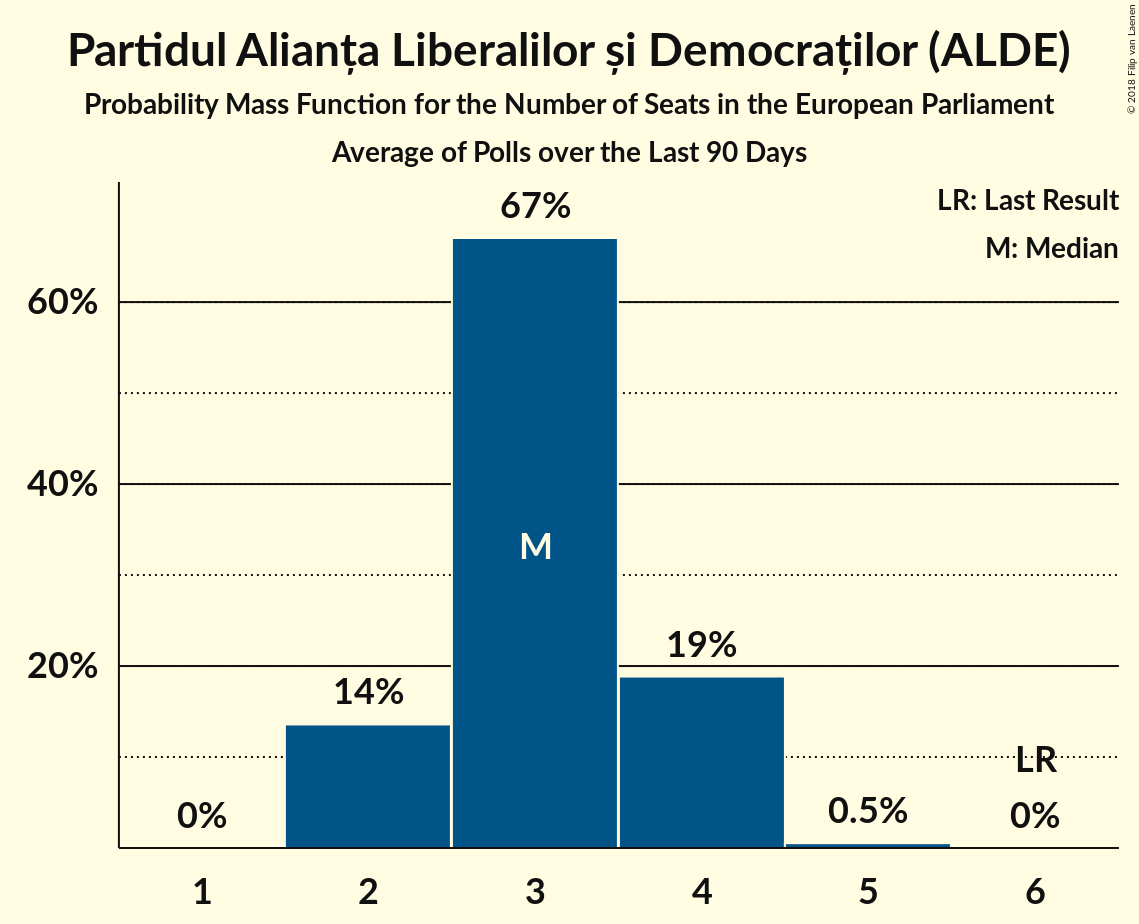 Partidul Alianța Liberalilor și Democraților (ALDE)
Probability Mass Function for the Number of Seats in the European Parliament
Average of Polls over the Last 90 Days
© 2018 Filip van Laenen
LR: Last Result
M: Median
67%
60%
40%
M
19%
20%
14%
LR
0%
0.5%
0%
1 2 3 4 5 6